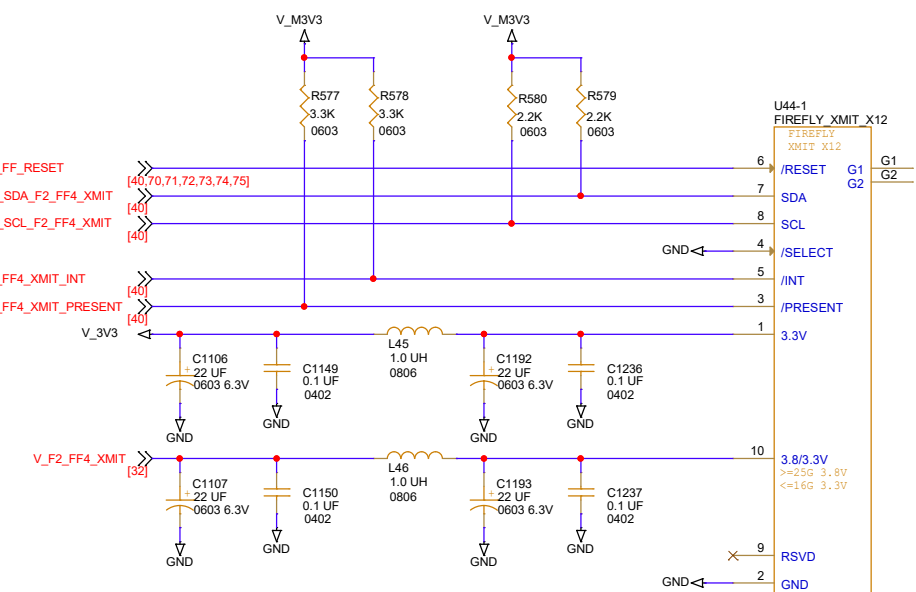 V_M3V3
V_M3V3
R577
3.3K
0603
R578
3.3K
0603
R580
2.2K
0603
R579
2.2K
0603
U44-1
FIREFLY_XMIT_X12
FIREFLY
XMIT X12
_FF_RESET
[40,70,71,72,73,74,75]
6
/RESET
G1
G1
G2
G2
_SDA_F2_FF4_XMIT
[40]
7
SDA
_SCL_F2_FF4_XMIT
[40]
8
SCL
GND
4
/SELECT
_FF4_XMIT_INT
[40]
5
/INT
_FF4_XMIT_PRESENT
[40]
3
/PRESENT
V_3V3
1
3.3V
L45
1.0 UH
0806
C1106
+
22 UF
0603 6.3V
GND
C1149
0.1 UF
0402
GND
C1192
+
22 UF
0603 6.3V
GND
C1236
0.1 UF
0402
GND
V_F2_FF4_XMIT
[32]
10
3.8/3.3V
>=25G 3.8V
<=16G 3.3V
L46
1.0 UH
0806
C1107
+
22 UF
0603 6.3V
GND
C1150
0.1 UF
0402
GND
C1193
+
22 UF
0603 6.3V
GND
C1237
0.1 UF
0402
GND
9
RSVD
GND
2
GND